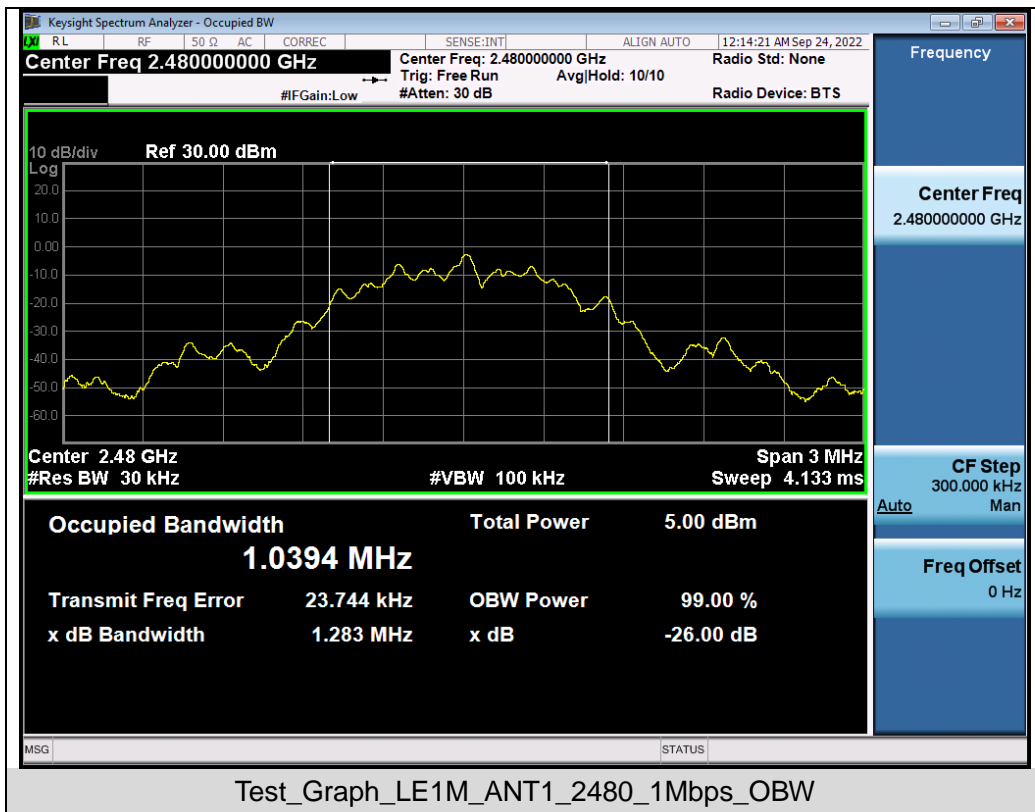 Keysight Spectrum Analyzer - Occupied BW
LXI RL RF 50 Ω AC CORREC SENSE:INT ALIGN AUTO 12:14:21 AM Sep 24, 2022
Center Freq 2.480000000 GHz Center Freq: 2.480000000 GHz Radio Std: None
Trig: Free Run Avg|Hold: 10/10
#IFGain:Low #Atten: 30 dB Radio Device: BTS
Frequency
10 dB/div Ref 30.00 dBm
Log
20.0
10.0
0.00
-10.0
-20.0
-30.0
-40.0
-50.0
-60.0
Center 2.48 GHz Span 3 MHz
#Res BW 30 kHz #VBW 100 kHz Sweep 4.133 ms
Center Freq
2.480000000 GHz
CF Step
300.000 kHz
Auto Man
Freq Offset
0 Hz
Occupied Bandwidth Total Power 5.00 dBm
1.0394 MHz
Transmit Freq Error 23.744 kHz OBW Power 99.00 %
x dB Bandwidth 1.283 MHz x dB -26.00 dB
MSG STATUS
Test_Graph_LE1M_ANT1_2480_1Mbps_OBW